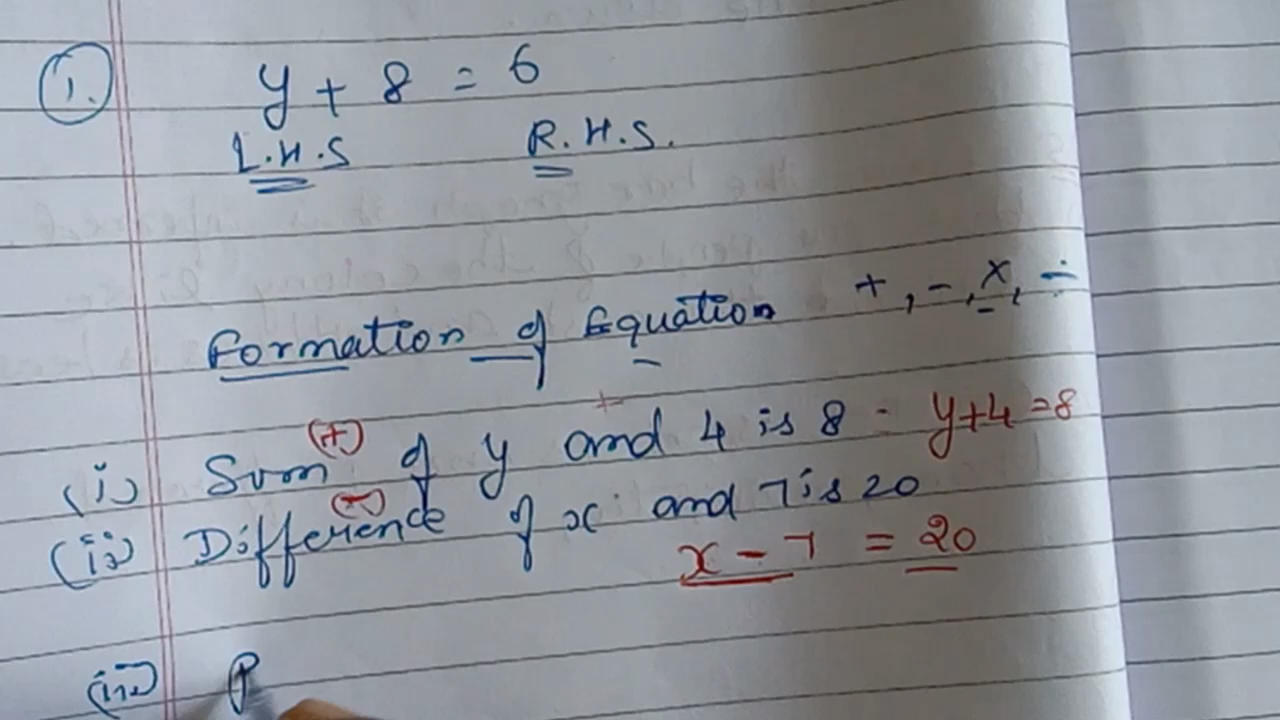 1. y + 8 = 6
L.H.S R.H.S.
Formation of Equation +, -, x, ÷
(+) +
(i) Sum of y and 4 is 8 - y+4=8
(-)
(ii) Difference of x and 7 is 20
x - 7 = 20
(iii) P